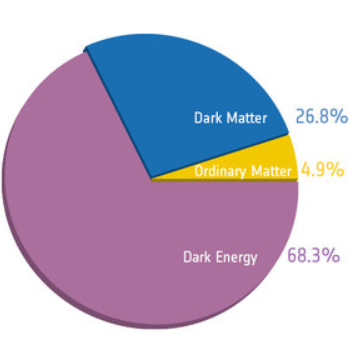 Dark Matter 26.8%
Ordinary Matter 4.9%
Dark Energy 68.3%